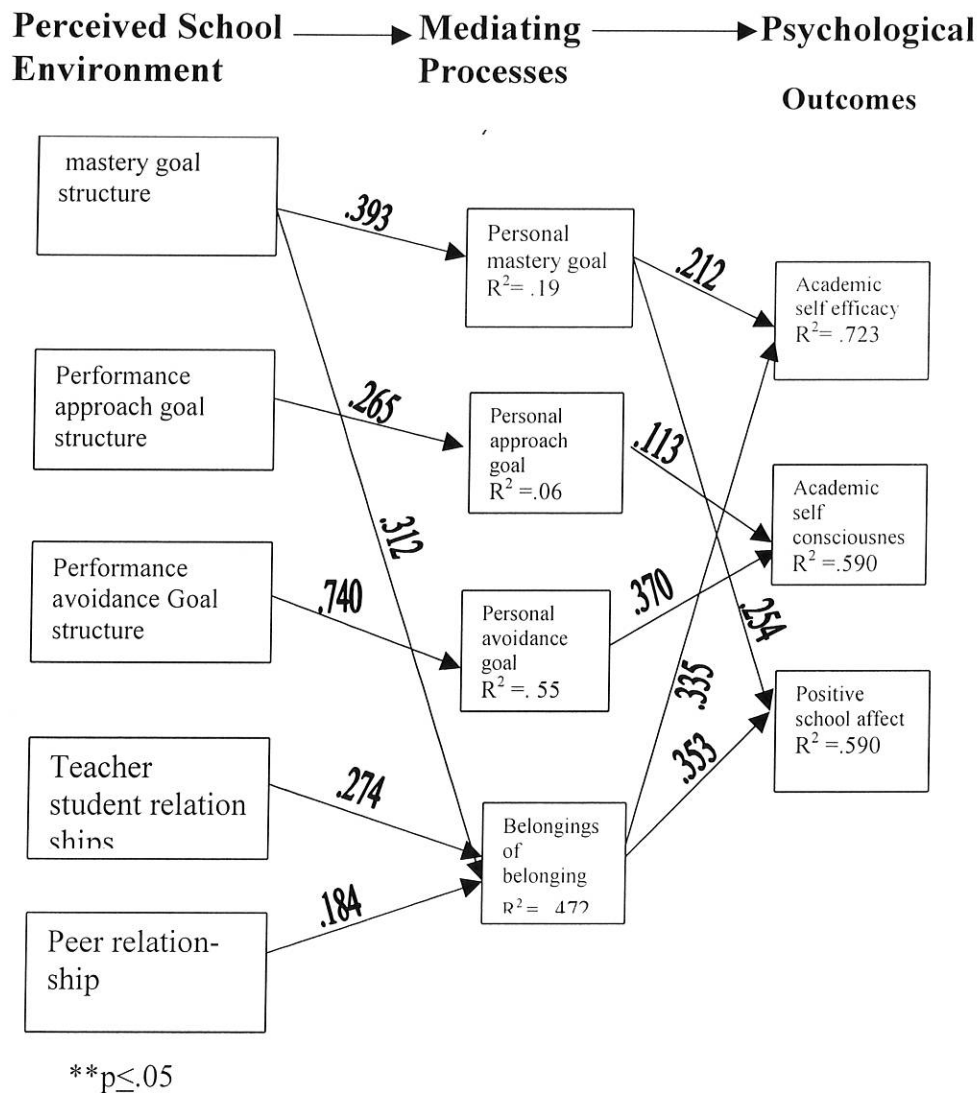 Perceived School Environment
Mediating Processes
Psychological Outcomes
mastery goal
structure
.393
Personal
mastery goal
R²= .19
.212
Academic
self efficacy
R²= .723
Performance
approach goal
structure
.265
Personal
approach
goal
R² =.06
.113
Academic
self
consciousnes
R² =.590
.312
Performance
avoidance Goal
structure
.740
Personal
avoidance
goal
R² =. 55
.370
.254
.335
Positive
school affect
R² =.590
.353
Teacher
student relation
ships
.274
Belongings
of
belonging
R² = .472
.184
Peer relation-
ship
**p≤.05